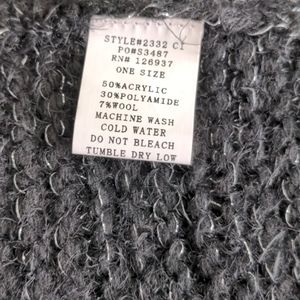 STYLE#2332 CI
PO#S3487
RN# 126937
ONE SIZE
50%ACRYLIC
30%POLYAMIDE
7%WOOL
MACHINE WASH
COLD WATER
DO NOT BLEACH
TUMBLE DRY LOW